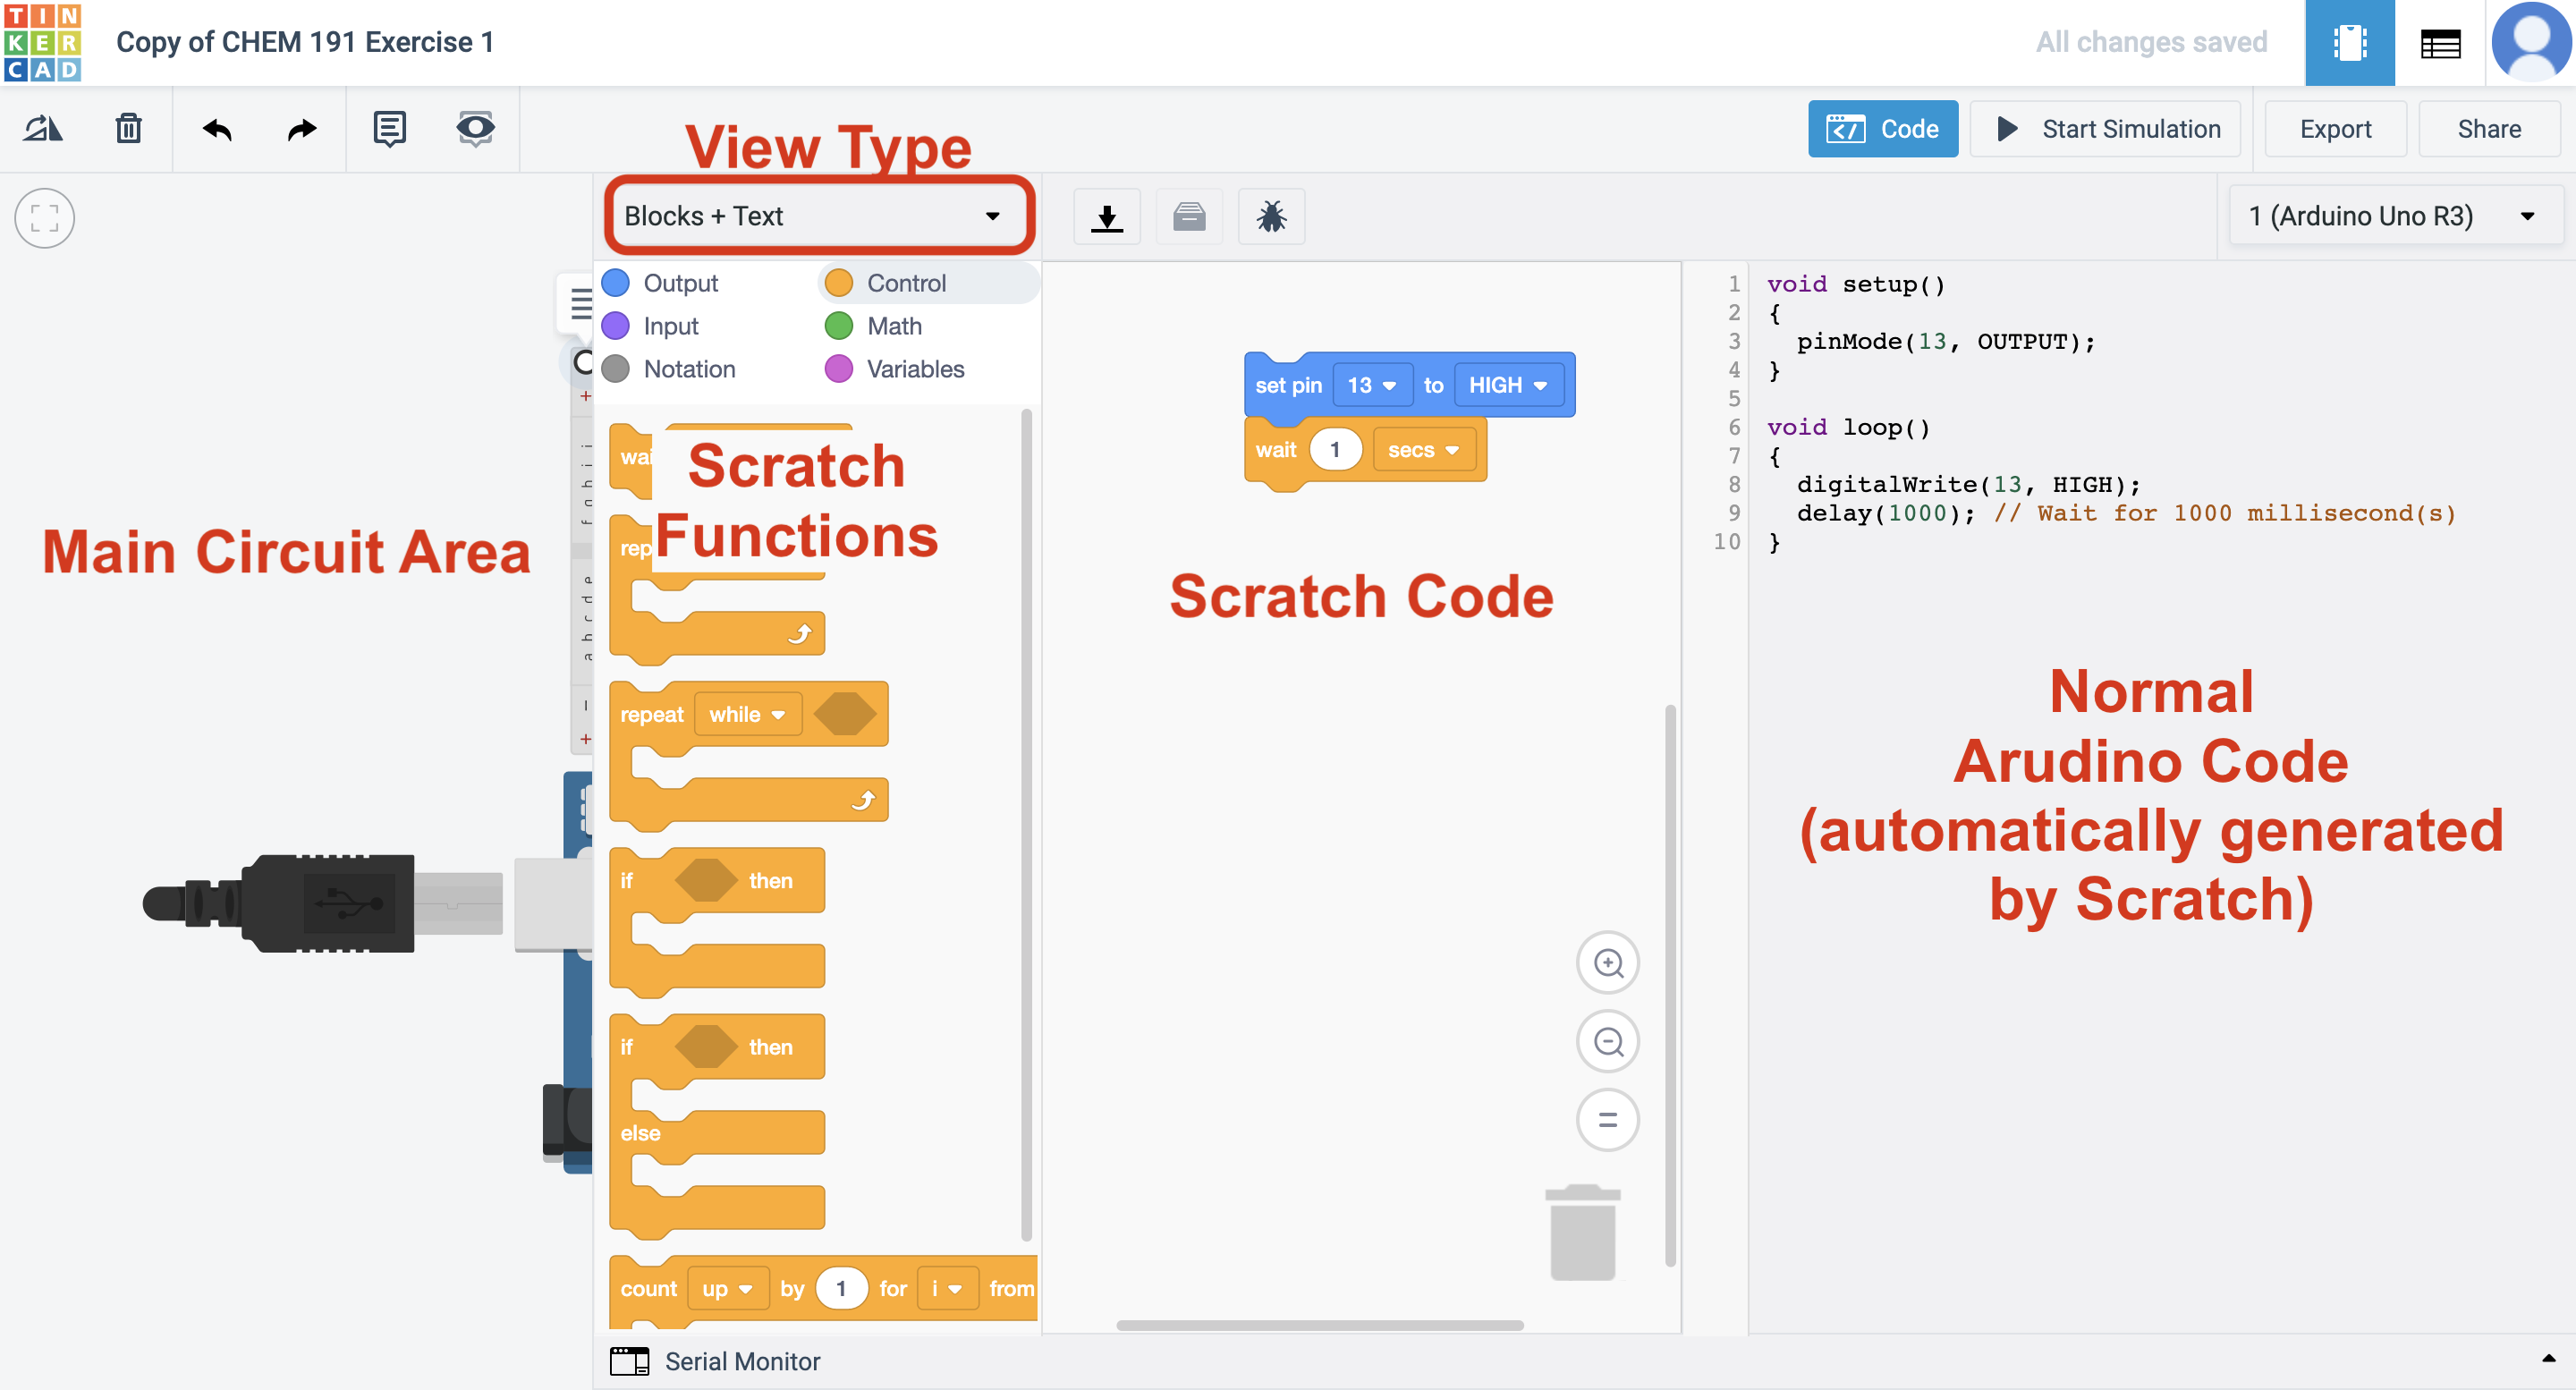 TIN
KER
CAD
Copy of CHEM 191 Exercise 1
All changes saved
Code
Start Simulation
Export
Share
View Type
Blocks + Text
1 (Arduino Uno R3)
Output
Control
Input
Math
Notation
Variables
Main Circuit Area
Scratch
Functions
repeat while
if then
if then
else
count up by 1 for i from
set pin 13 to HIGH
wait 1 secs
Scratch Code
1 void setup()
2 {
3 pinMode(13, OUTPUT);
4 }
5
6 void loop()
7 {
8 digitalWrite(13, HIGH);
9 delay(1000); // Wait for 1000 millisecond(s)
10 }
Normal
Arudino Code
(automatically generated
by Scratch)
Serial Monitor